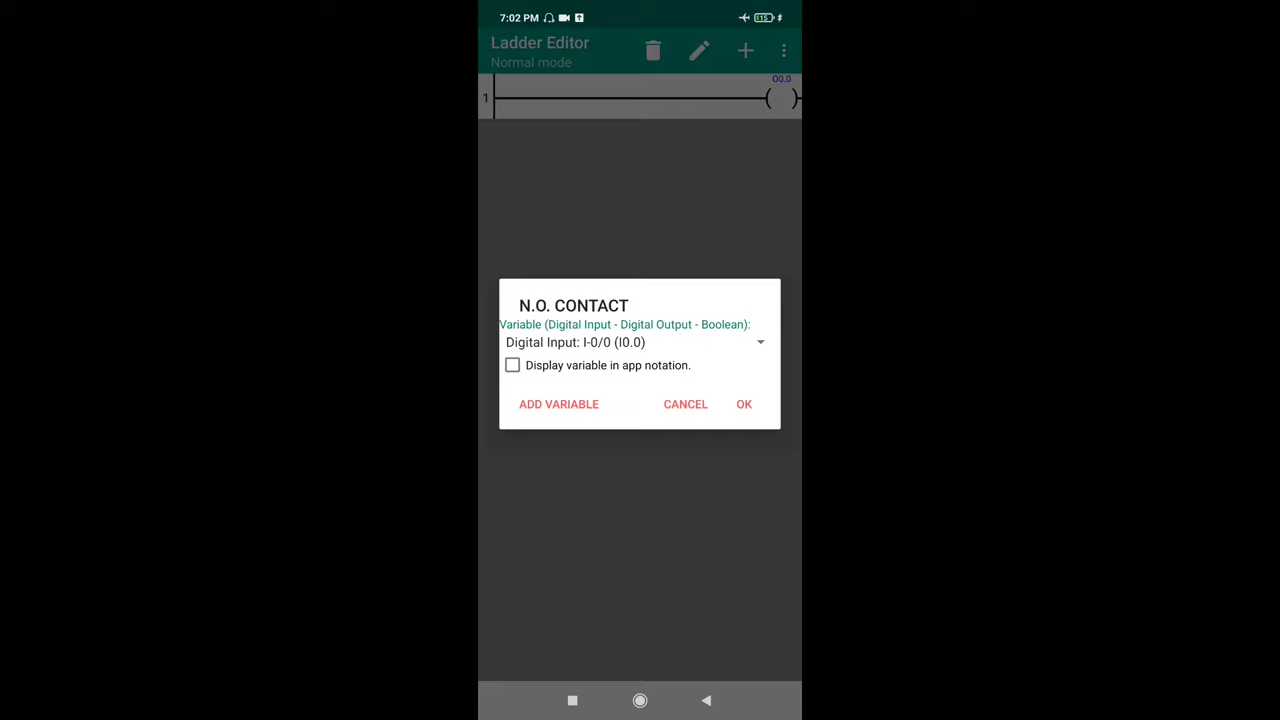 7:02 PM 15
Ladder Editor
Normal mode
O0.0
1
N.O. CONTACT
Variable (Digital Input - Digital Output - Boolean):
Digital Input: I-0/0 (I0.0)
Display variable in app notation.
ADD VARIABLE CANCEL OK